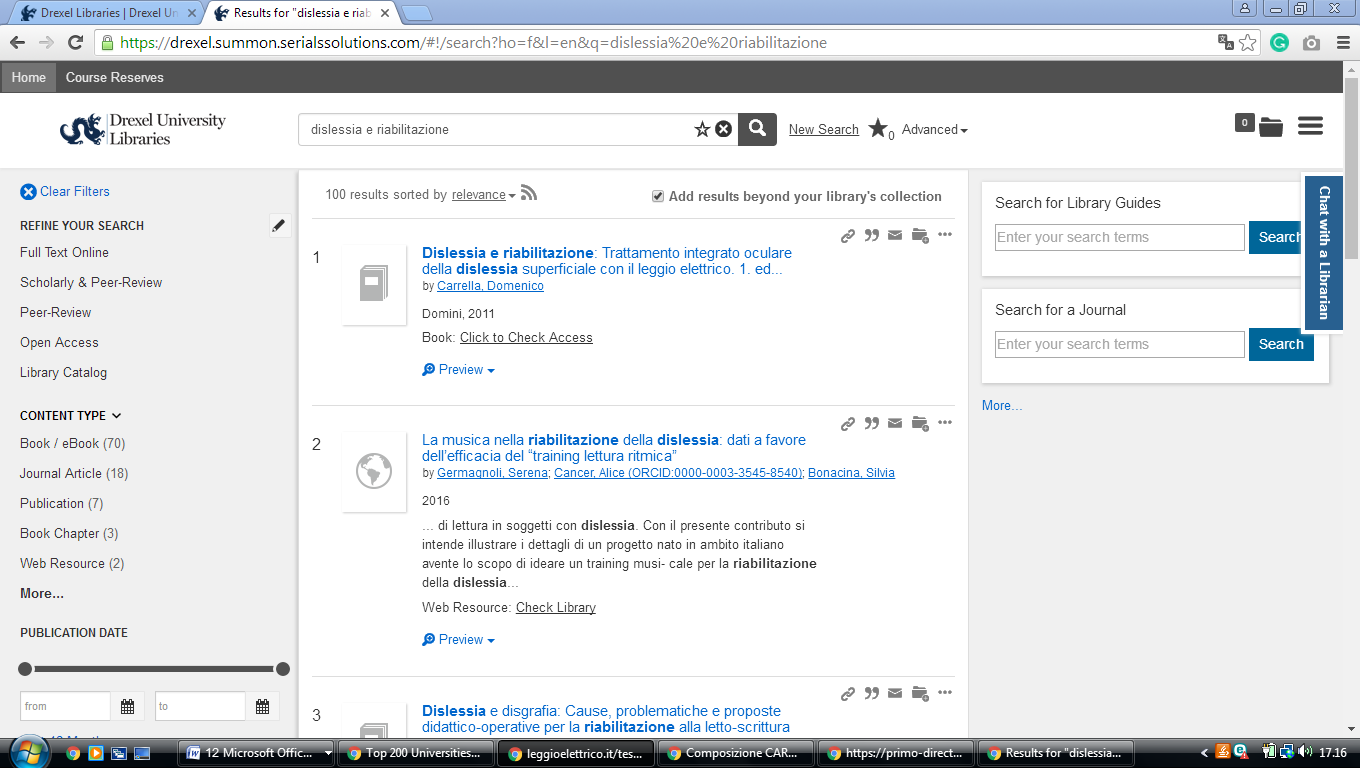 Drexel Libraries | Drexel Un
Results for "dislessia e riab
https://drexel.summon.serialssolutions.com/#!/search?ho=f&l=en&q=dislessia%20e%20riabilitazione
Home
Course Reserves
Drexel University
Libraries
dislessia e riabilitazione
New Search
0
Advanced
0
Clear Filters
REFINE YOUR SEARCH
Full Text Online
Scholarly & Peer-Review
Peer-Review
Open Access
Library Catalog
CONTENT TYPE
Book / eBook (70)
Journal Article (18)
Publication (7)
Book Chapter (3)
Web Resource (2)
More...
PUBLICATION DATE
from
to
100 results sorted by relevance
Add results beyond your library's collection
1
Dislessia e riabilitazione: Trattamento integrato oculare
della dislessia superficiale con il leggio elettrico. 1. ed...
by Carrella, Domenico
Domini, 2011
Book: Click to Check Access
Preview
2
La musica nella riabilitazione della dislessia: dati a favore
dell'efficacia del “training lettura ritmica”
by Germagnoli, Serena; Cancer, Alice (ORCID:0000-0003-3545-8540); Bonacina, Silvia
2016
... di lettura in soggetti con dislessia. Con il presente contributo si
intende illustrare i dettagli di un progetto nato in ambito italiano
avente lo scopo di ideare un training musi- cale per la riabilitazione
della dislessia...
Web Resource: Check Library
Preview
3
Dislessia e disgrafia: Cause, problematiche e proposte
didattico-operative per la riabilitazione alla letto-scrittura
Search for Library Guides
Enter your search terms
Search
Search for a Journal
Enter your search terms
Search
More...
Chat with a Librarian
12 Microsoft Offic...
Top 200 Universities...
leggioelettrico.it/tes...
Composizione CAR...
https://primo-direct...
Results for "dislessia...
17.16